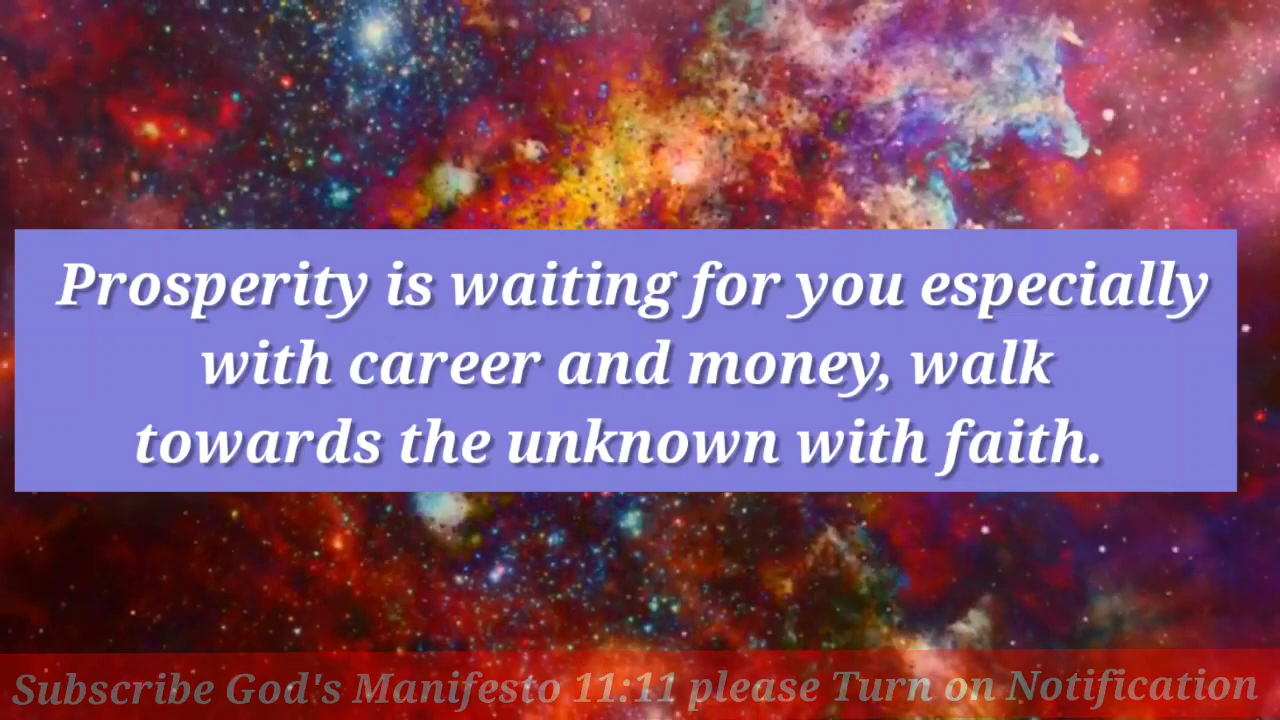 Prosperity is waiting for you especially
with career and money, walk
towards the unknown with faith.
Subscribe God's Manifesto 11:11 please Turn on Notification